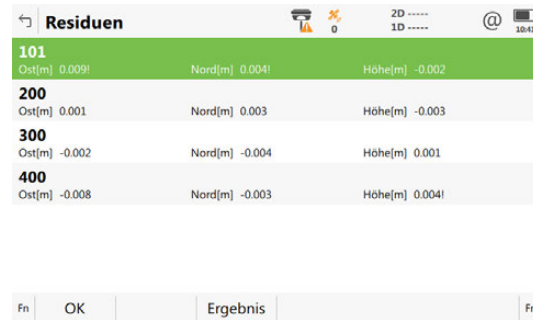 Residuen 2D ----- @
0 1D ----- 10:41
101
Ost[m] 0.009! Nord[m] 0.004! Höhe[m] -0.002
200
Ost[m] 0.001 Nord[m] 0.003 Höhe[m] -0.003
300
Ost[m] -0.002 Nord[m] -0.004 Höhe[m] 0.001
400
Ost[m] -0.008 Nord[m] -0.003 Höhe[m] 0.004!
Fn OK Ergebnis